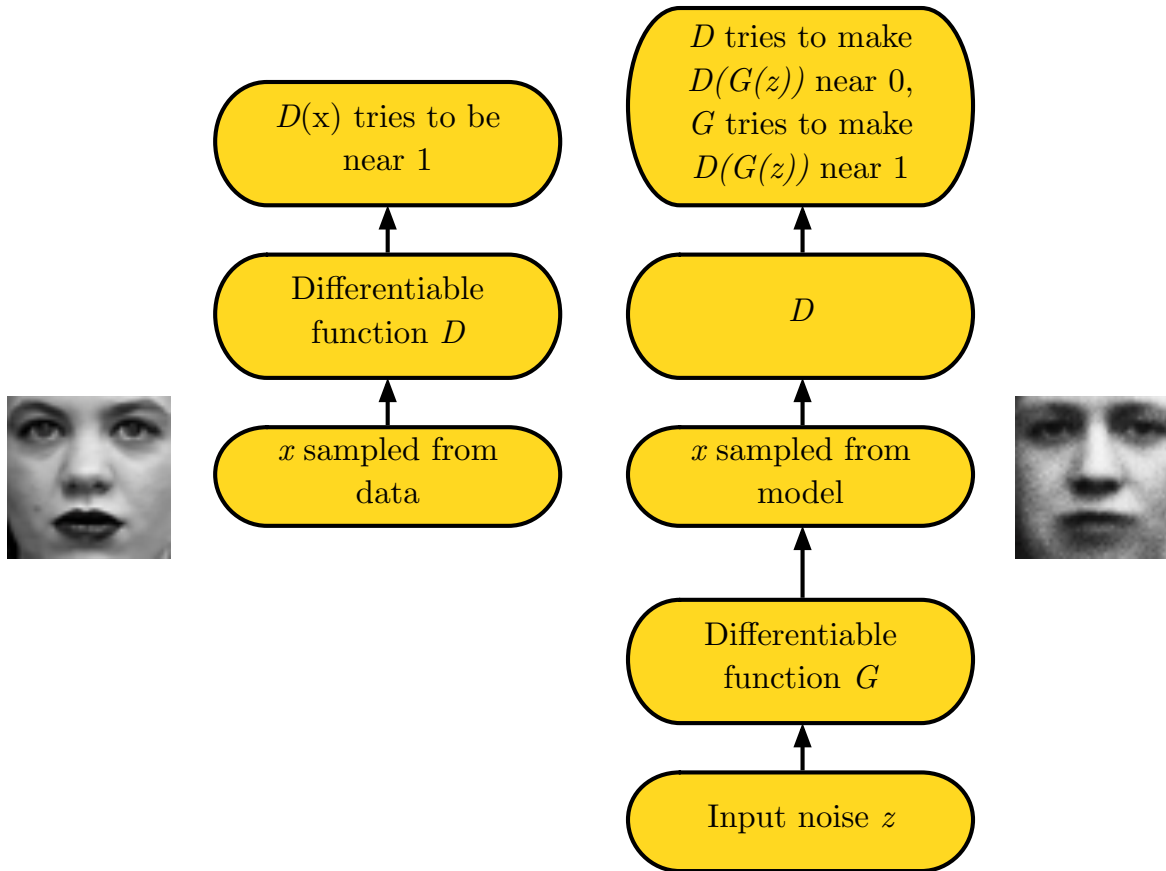 D(x) tries to be
near 1
Differentiable
function D
x sampled from
data
D tries to make
D(G(z)) near 0,
G tries to make
D(G(z)) near 1
D
x sampled from
model
Differentiable
function G
Input noise z